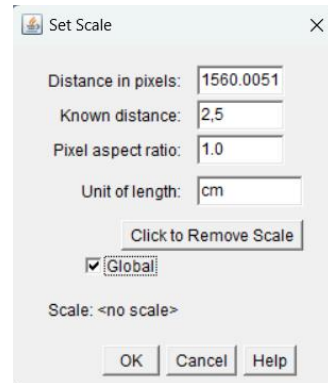 Set Scale
Distance in pixels: 1560.0051
Known distance: 2,5
Pixel aspect ratio: 1.0
Unit of length: cm
Click to Remove Scale
Global
Scale: <no scale>
OK Cancel Help